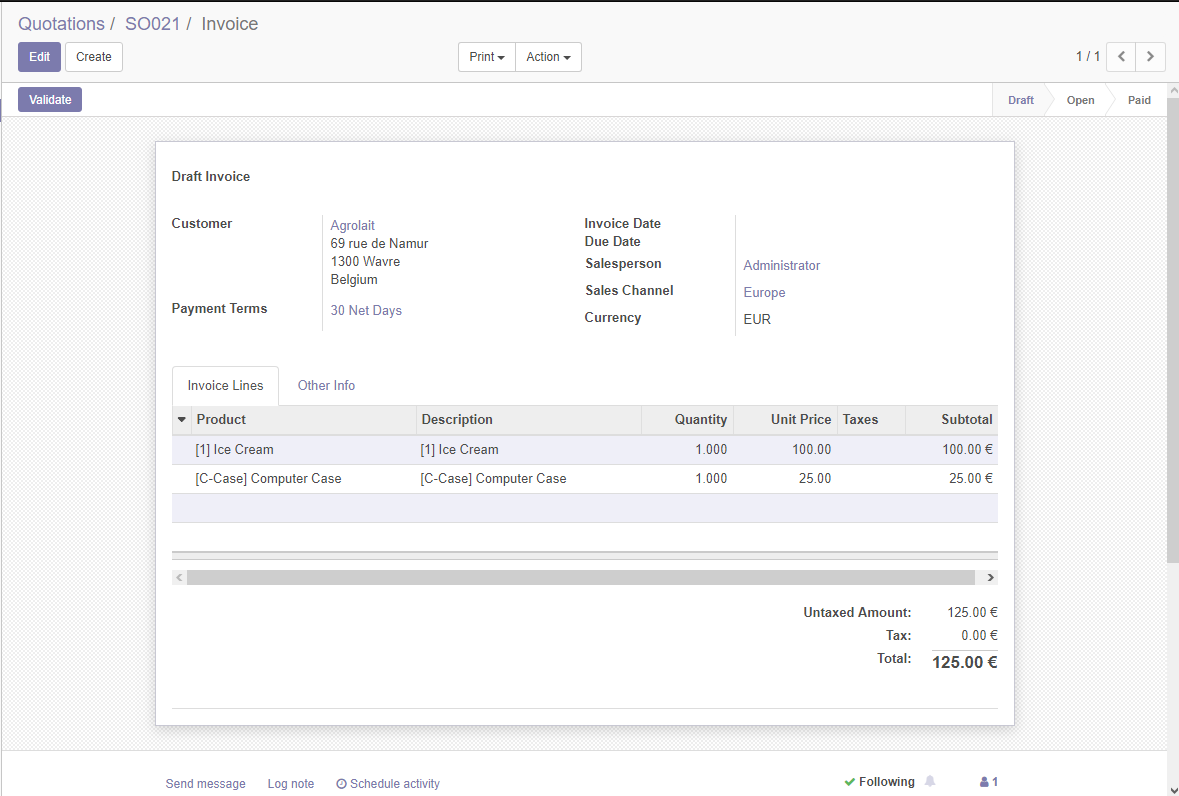 Quotations / SO021 / Invoice
Edit Create Print Action 1 / 1
Validate Draft Open Paid
Draft Invoice
Customer
Agrolait
69 rue de Namur
1300 Wavre
Belgium
Payment Terms 30 Net Days
Invoice Date
Due Date
Salesperson Administrator
Sales Channel Europe
Currency EUR
Invoice Lines Other Info
Product Description Quantity Unit Price Taxes Subtotal
[1] Ice Cream [1] Ice Cream 1.000 100.00 100.00 €
[C-Case] Computer Case [C-Case] Computer Case 1.000 25.00 25.00 €
Untaxed Amount: 125.00 €
Tax: 0.00 €
Total: 125.00 €
Send message Log note Schedule activity Following 1